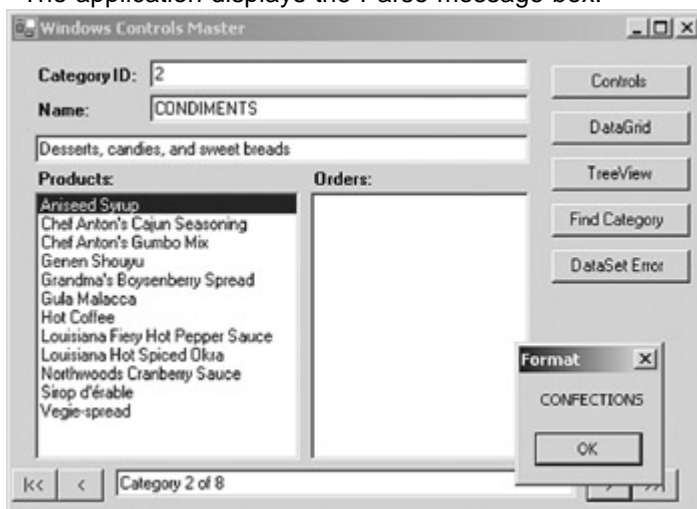 The application displays the Parse message box.
Windows Controls Master
Category ID: 2
Name: CONDIMENTS
Desserts, candies, and sweet breads
Products:
Aniseed Syrup
Chef Anton's Cajun Seasoning
Chef Anton's Gumbo Mix
Genen Shouyu
Grandma's Boysenberry Spread
Gula Malacca
Hot Coffee
Louisiana Fiery Hot Pepper Sauce
Louisiana Hot Spiced Okra
Northwoods Cranberry Sauce
Sirop d'érable
Vegie-spread
Orders:
Controls
DataGrid
TreeView
Find Category
DataSet Error
Format
CONFECTIONS
OK
|<< < Category 2 of 8